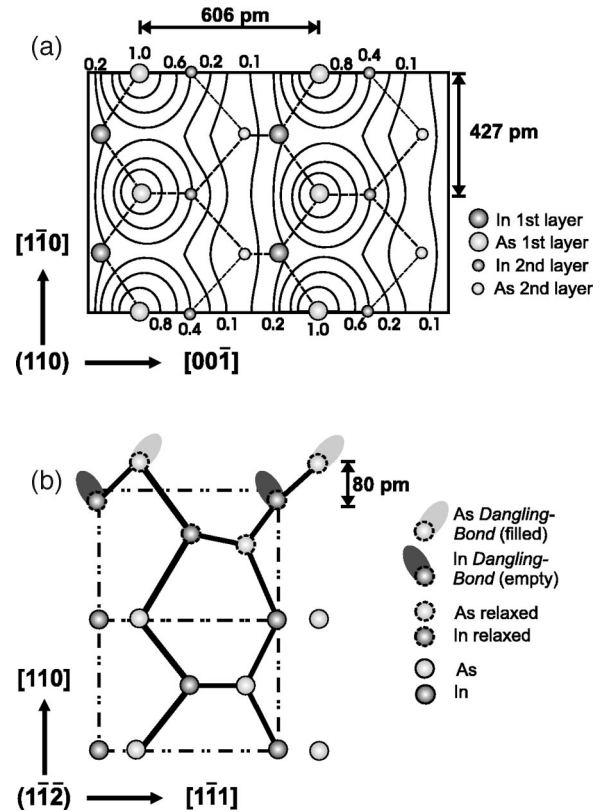 606 pm
(a)
0.2 1.0 0.6 0.2 0.1 0.8 0.4 0.1
427 pm
[11̄0]
In 1st layer
As 1st layer
In 2nd layer
As 2nd layer
0.8 0.4 0.1 0.2 1.0 0.6 0.2 0.1
(110) [001̄]
(b)
80 pm
As Dangling-
Bond (filled)
In Dangling-
Bond (empty)
As relaxed
In relaxed
As
In
[110]
(11̄2̄) [11̄1]